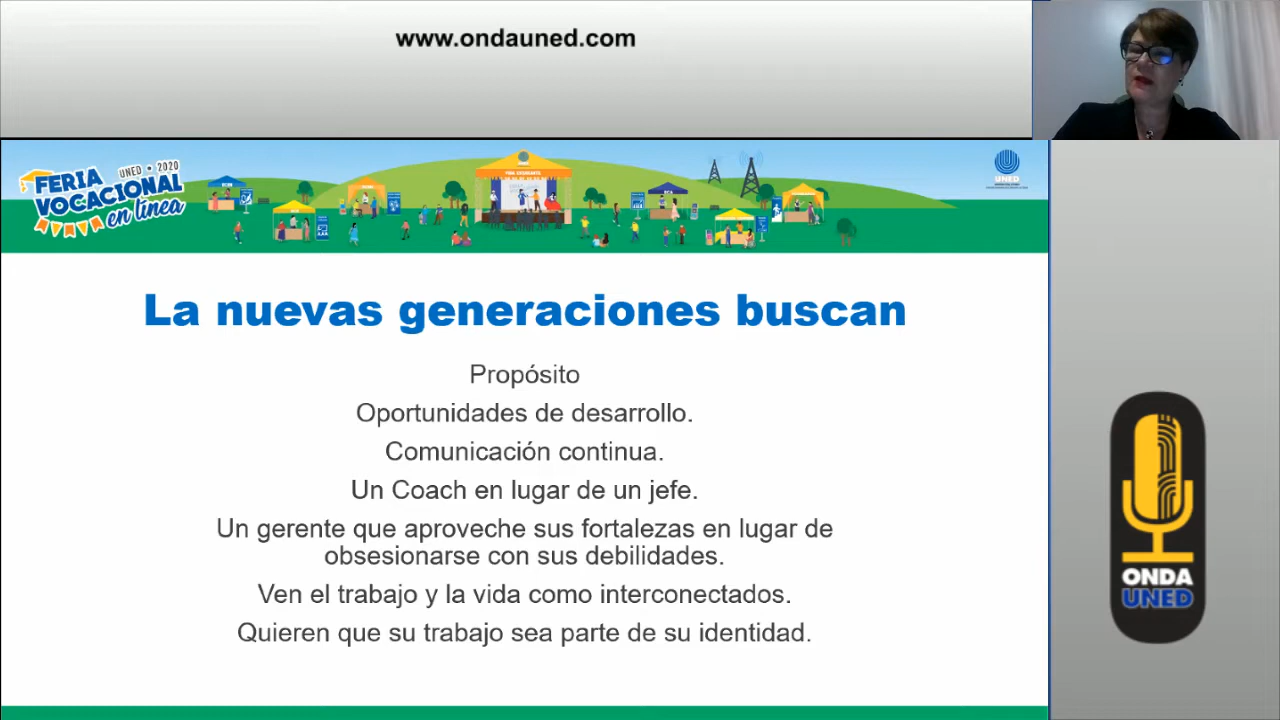 www.ondauned.com
FERIA
VOCACIONAL
en línea
UNED • 2020
UNED
La nuevas generaciones buscan
Propósito
Oportunidades de desarrollo.
Comunicación continua.
Un Coach en lugar de un jefe.
Un gerente que aproveche sus fortalezas en lugar de
obsesionarse con sus debilidades.
Ven el trabajo y la vida como interconectados.
Quieren que su trabajo sea parte de su identidad.
ONDA
UNED